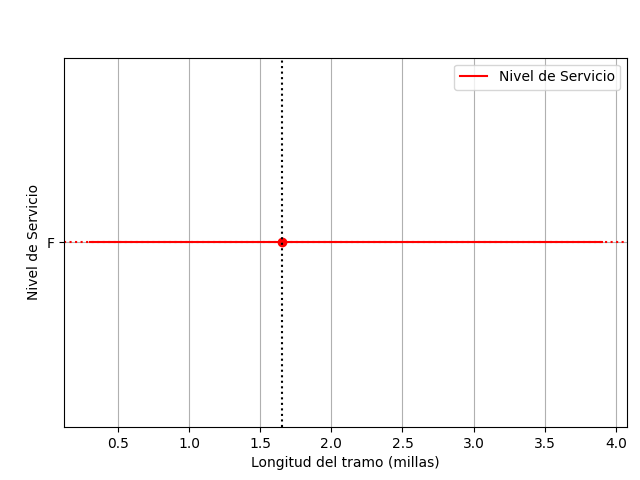 Nivel de Servicio
Nivel de Servicio
F
0.5 1.0 1.5 2.0 2.5 3.0 3.5 4.0
Longitud del tramo (millas)